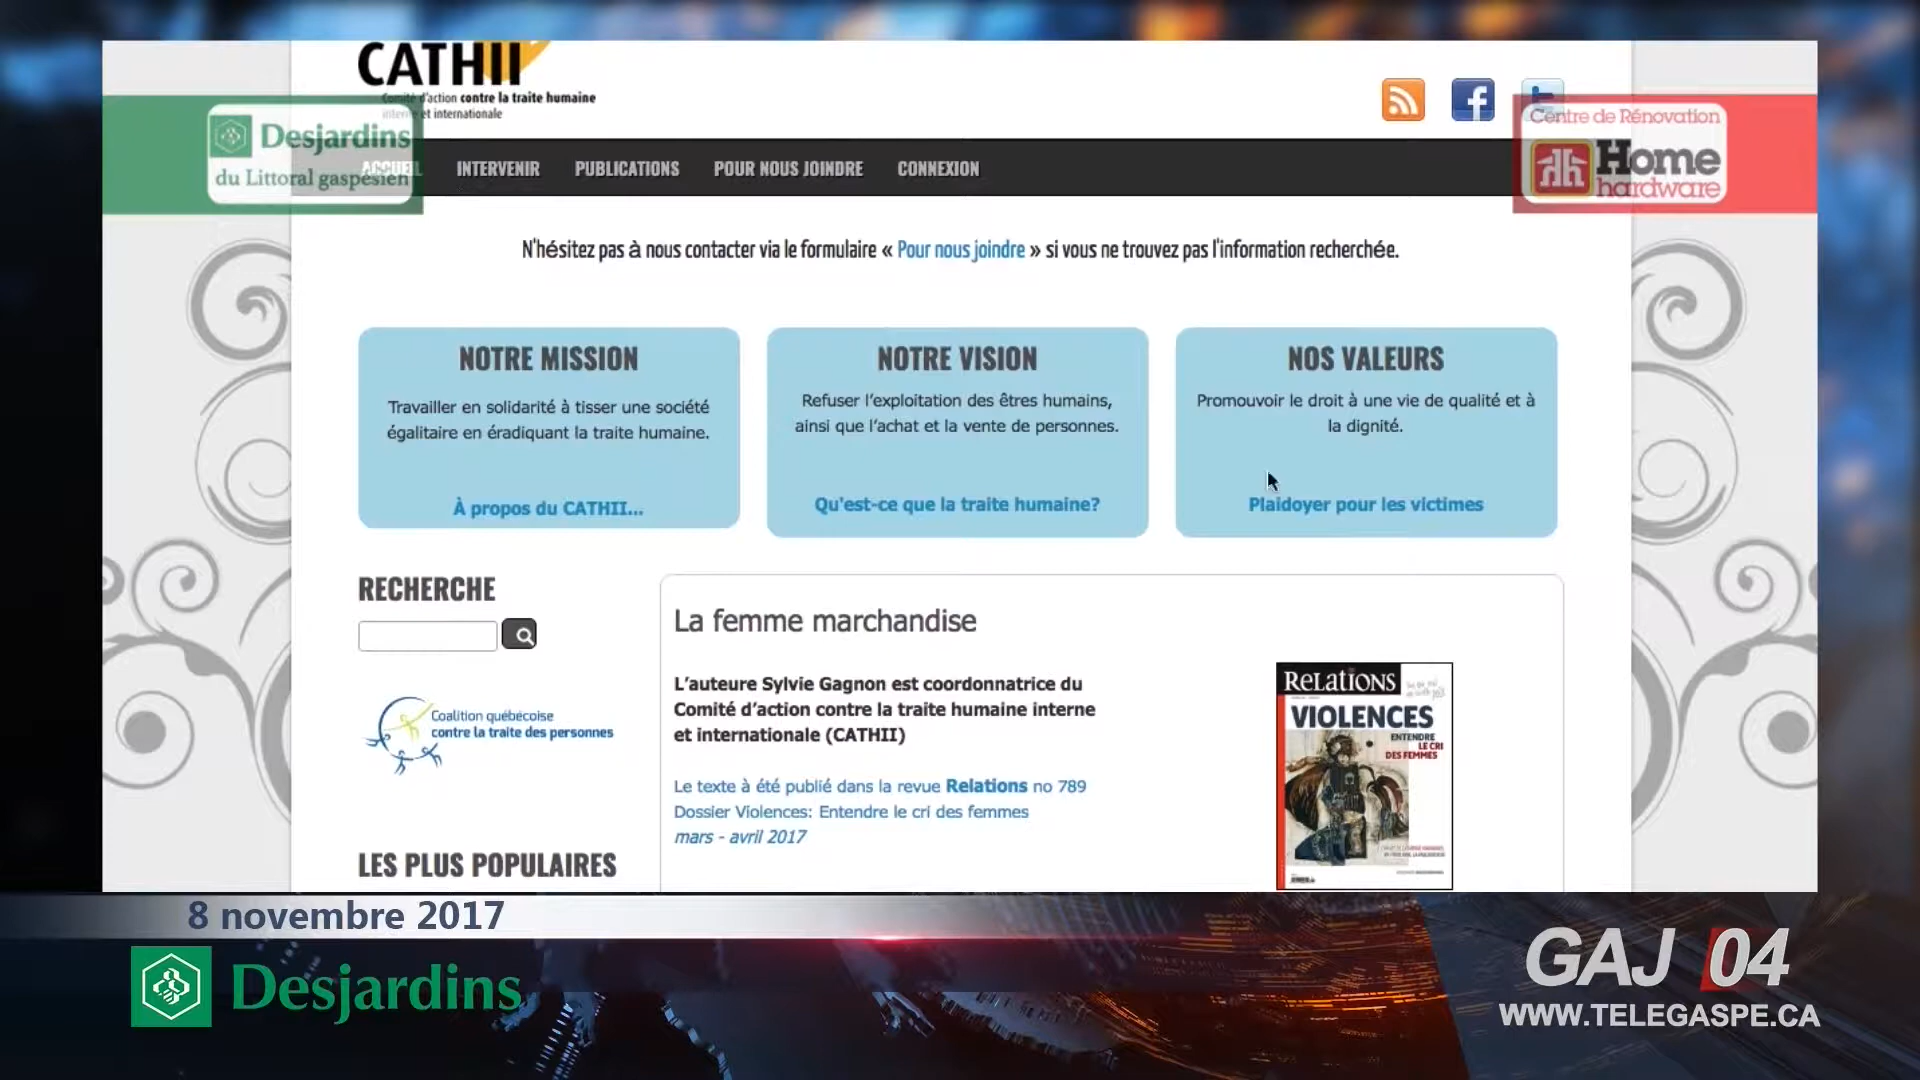 CATHII
Comité d'action contre la traite humaine
interne et internationale
Desjardins
du Littoral gaspésien
Centre de Rénovation
Home
hardware
ACCUEIL INTERVENIR PUBLICATIONS POUR NOUS JOINDRE CONNEXION
N'hésitez pas à nous contacter via le formulaire « Pour nous joindre » si vous ne trouvez pas l'information recherchée.
NOTRE MISSION
Travailler en solidarité à tisser une société
égalitaire en éradiquant la traite humaine.
À propos du CATHII...
NOTRE VISION
Refuser l'exploitation des êtres humains,
ainsi que l'achat et la vente de personnes.
Qu'est-ce que la traite humaine?
NOS VALEURS
Promouvoir le droit à une vie de qualité et à
la dignité.
Plaidoyer pour les victimes
RECHERCHE
Coalition québécoise
contre la traite des personnes
LES PLUS POPULAIRES
La femme marchandise
L'auteure Sylvie Gagnon est coordonnatrice du
Comité d'action contre la traite humaine interne
et internationale (CATHII)
Le texte à été publié dans la revue Relations no 789
Dossier Violences: Entendre le cri des femmes
mars - avril 2017
Relations
VIOLENCES
ENTENDRE
LE CRI
DES FEMMES
8 novembre 2017
Desjardins
GAJ 04
WWW.TELEGASPE.CA